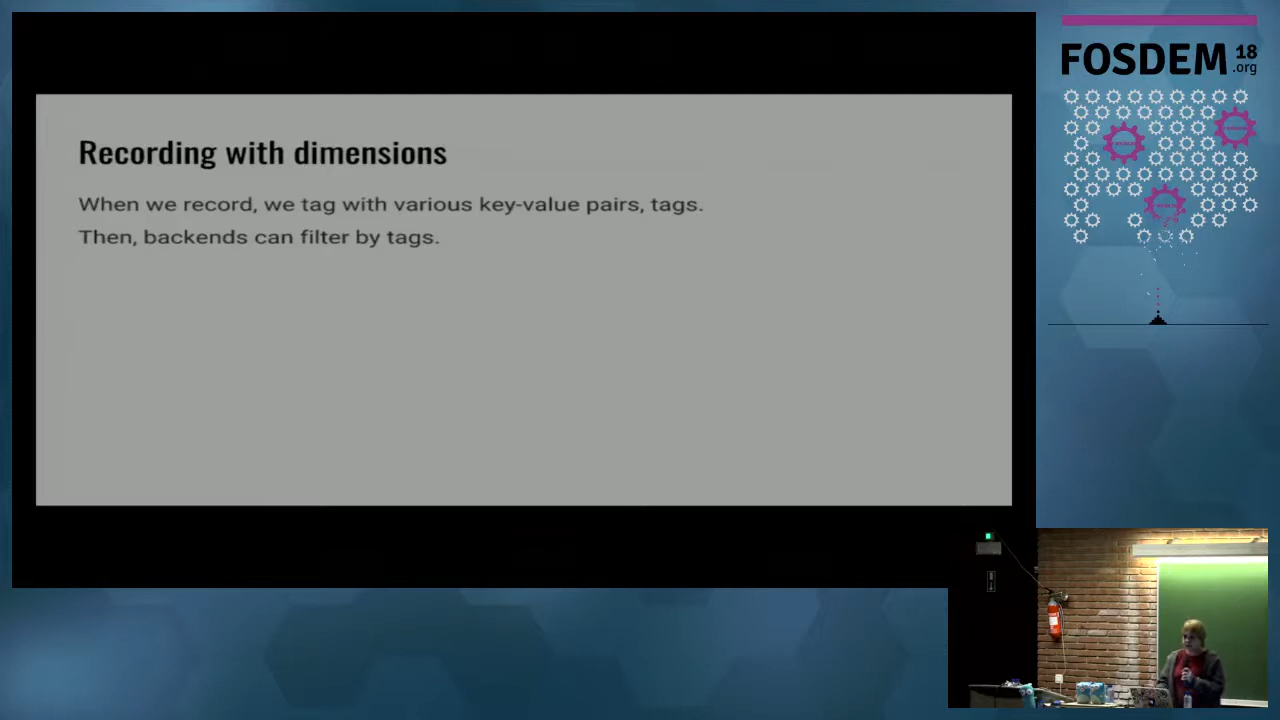 Recording with dimensions
When we record, we tag with various key-value pairs, tags.
Then, backends can filter by tags.
FOSDEM 18
.org